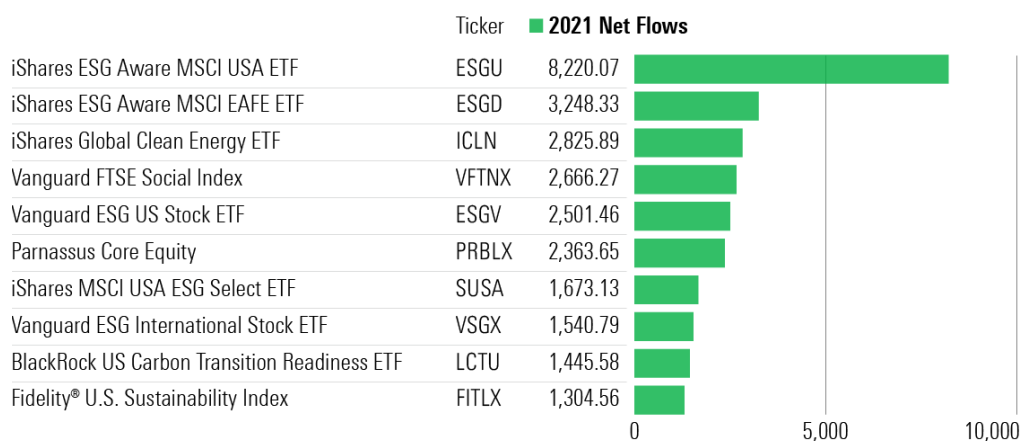 Ticker 2021 Net Flows
iShares ESG Aware MSCI USA ETF ESGU 8,220.07
iShares ESG Aware MSCI EAFE ETF ESGD 3,248.33
iShares Global Clean Energy ETF ICLN 2,825.89
Vanguard FTSE Social Index VFTNX 2,666.27
Vanguard ESG US Stock ETF ESGV 2,501.46
Parnassus Core Equity PRBLX 2,363.65
iShares MSCI USA ESG Select ETF SUSA 1,673.13
Vanguard ESG International Stock ETF VSGX 1,540.79
BlackRock US Carbon Transition Readiness ETF LCTU 1,445.58
Fidelity® U.S. Sustainability Index FITLX 1,304.56
0 5,000 10,000